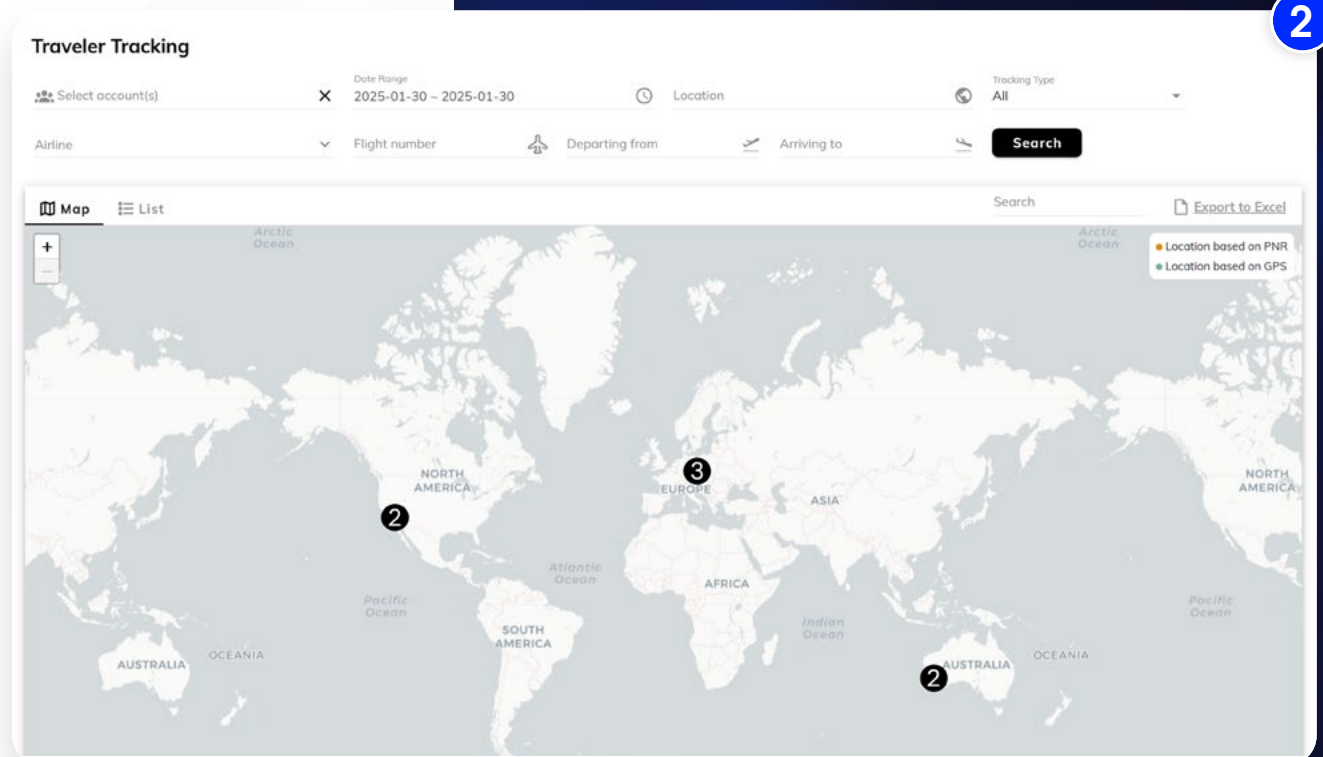 2
Traveler Tracking
Select account(s)
Date Range
2025-01-30 ~ 2025-01-30
Location
Tracking Type
All
Airline
Flight number
Departing from
Arriving to
Search
Map
List
Search
Export to Excel
+
−
Arctic
Ocean
Arctic
Ocean
Location based on PNR
Location based on GPS
NORTH
AMERICA
2
3
EUROPE
ASIA
NORTH
AMERICA
Atlantic
Ocean
AFRICA
Pacific
Ocean
Pacific
Ocean
SOUTH
AMERICA
Indian
Ocean
AUSTRALIA
OCEANIA
2
AUSTRALIA
OCEANIA